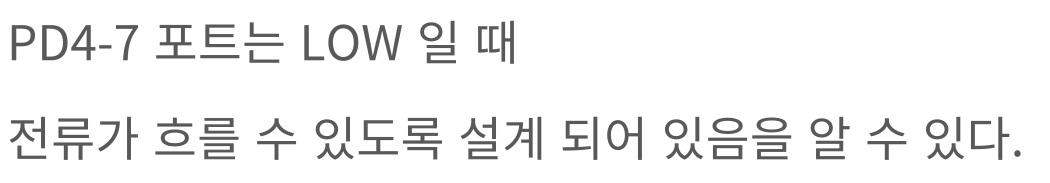 PD4-7 포트는 LOW 일 때
전류가 흐를 수 있도록 설계 되어 있음을 알 수 있다.